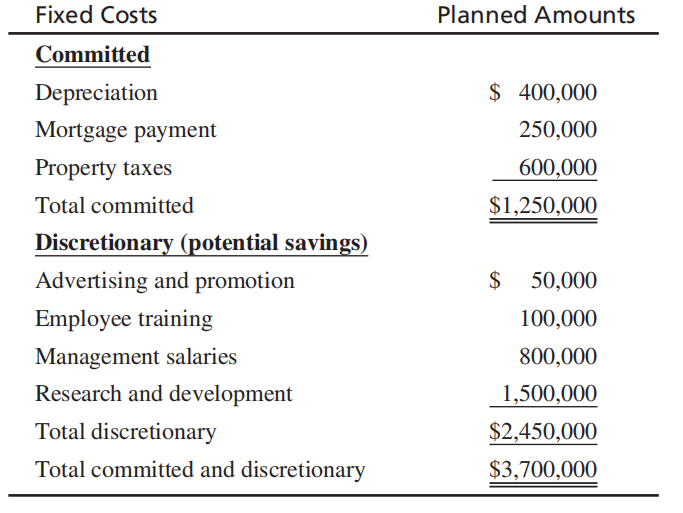 Fixed Costs Planned Amounts
Committed
Depreciation $ 400,000
Mortgage payment 250,000
Property taxes 600,000
Total committed $1,250,000
Discretionary (potential savings)
Advertising and promotion $ 50,000
Employee training 100,000
Management salaries 800,000
Research and development 1,500,000
Total discretionary $2,450,000
Total committed and discretionary $3,700,000